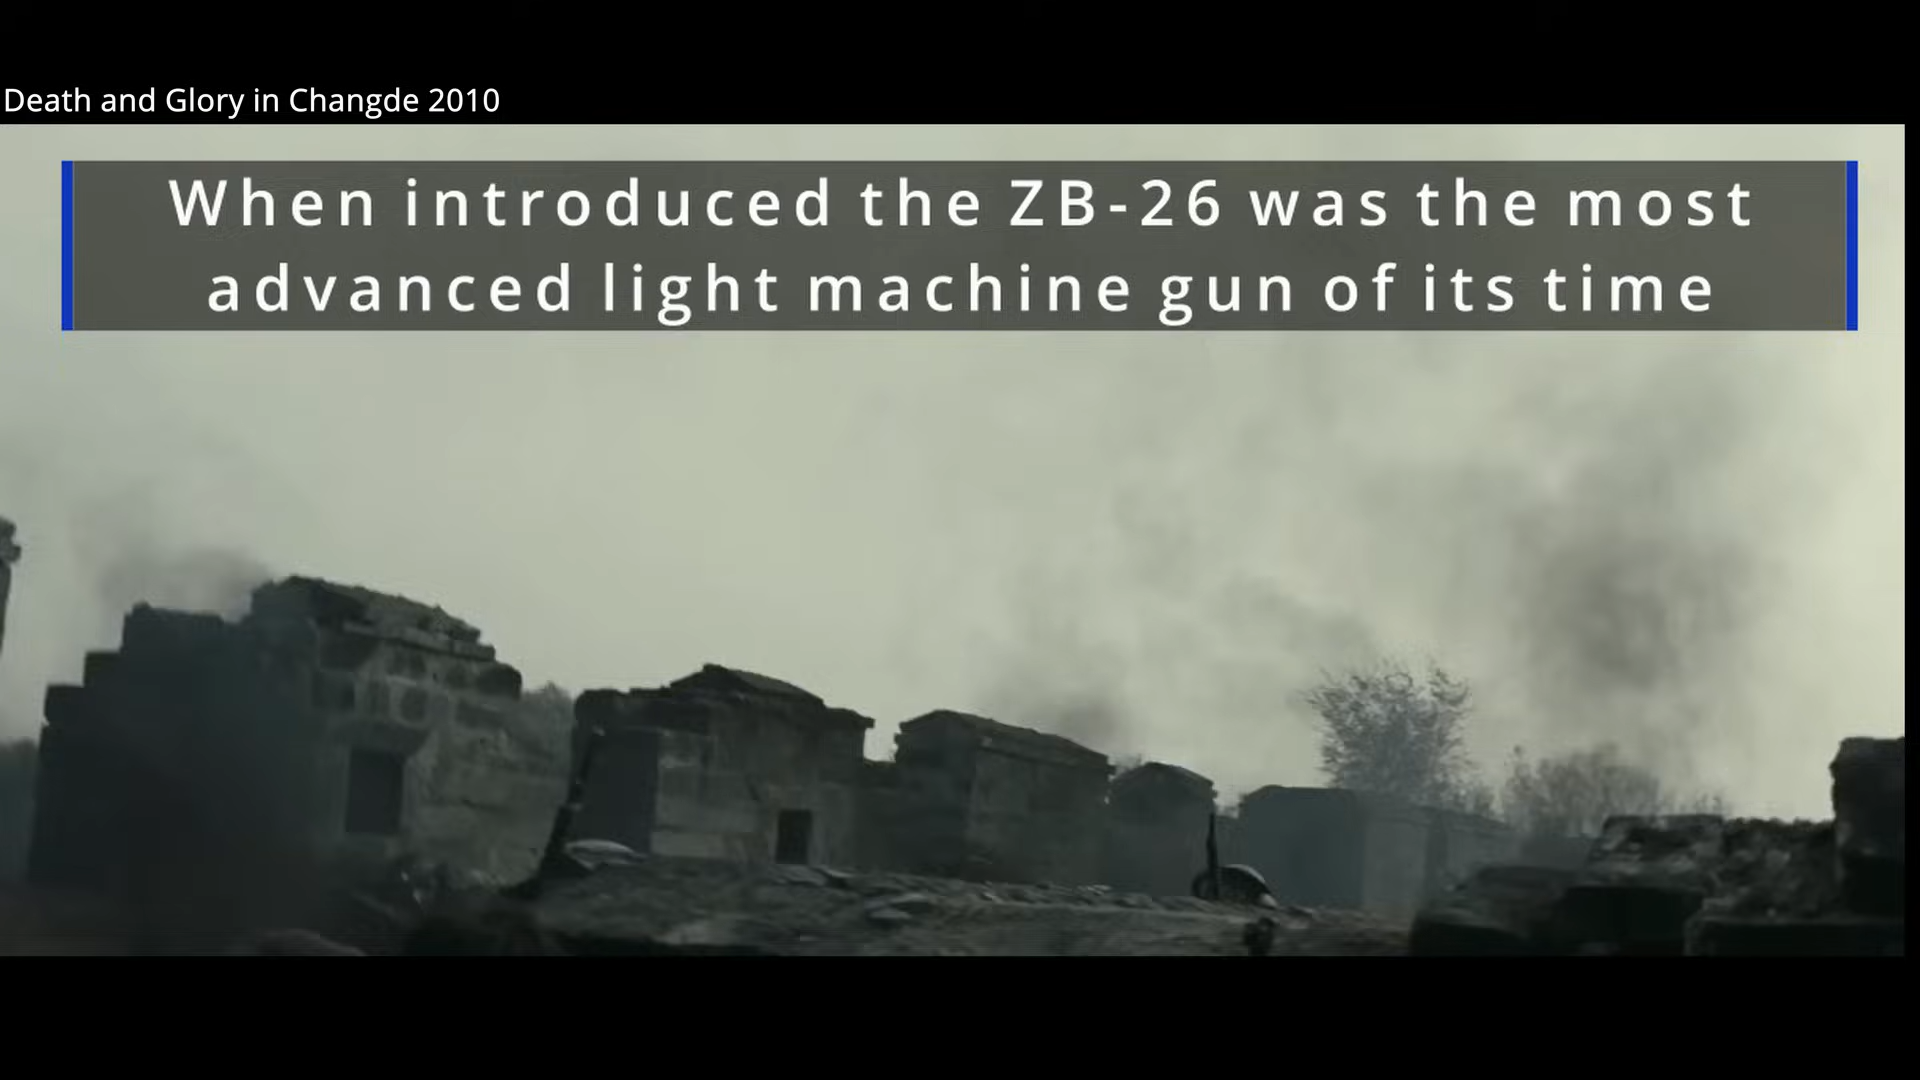 Death and Glory in Changde 2010
When introduced the ZB-26 was the most
advanced light machine gun of its time